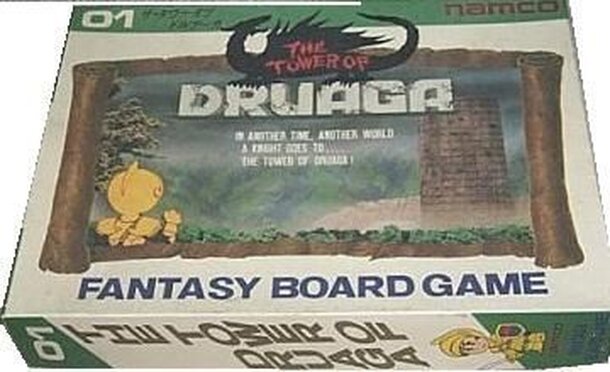 01
namco
THE
TOWER OF
DRUAGA
IN ANOTHER TIME, ANOTHER WORLD
A KNIGHT GOES TO.....
THE TOWER OF DRUAGA!
FANTASY BOARD GAME
01
THE TOWER OF
DRUAGA